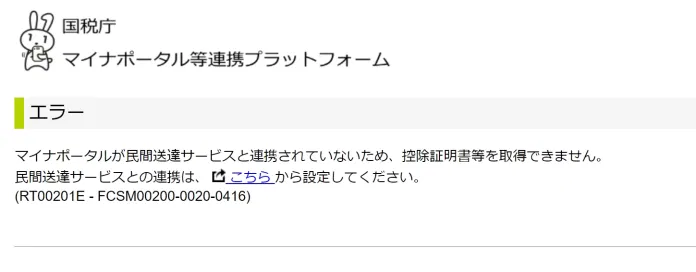 国税庁
マイナポータル等連携プラットフォーム
エラー
マイナポータルが民間送達サービスと連携されていないため、控除証明書等を取得できません。
民間送達サービスとの連携は、 こちら から設定してください。
(RT00201E - FCSM00200-0020-0416)